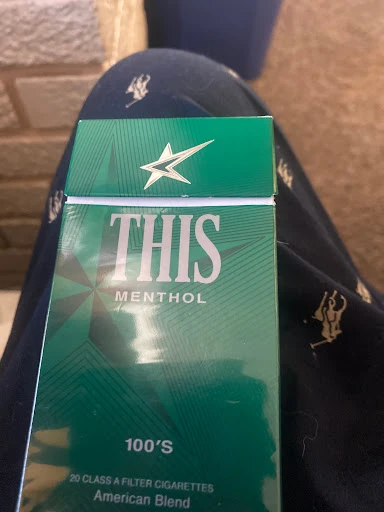 THIS
MENTHOL
100'S
20 CLASS A FILTER CIGARETTES
American Blend